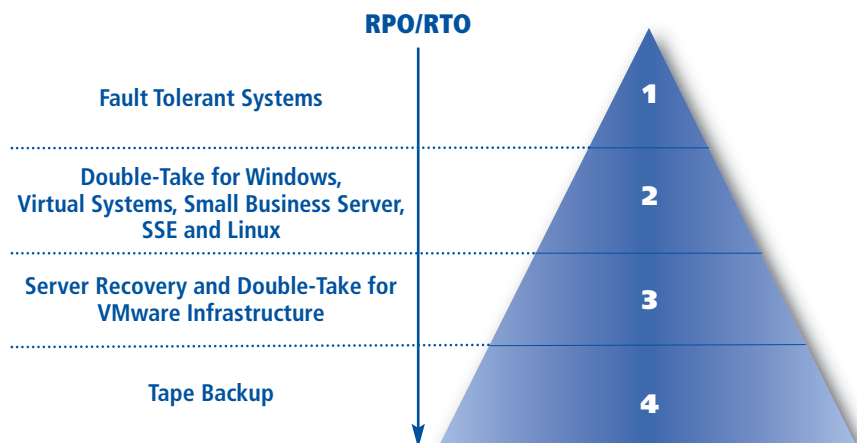 RPO/RTO
Fault Tolerant Systems
1
Double-Take for Windows,
Virtual Systems, Small Business Server,
SSE and Linux
2
Server Recovery and Double-Take for
VMware Infrastructure
3
Tape Backup
4